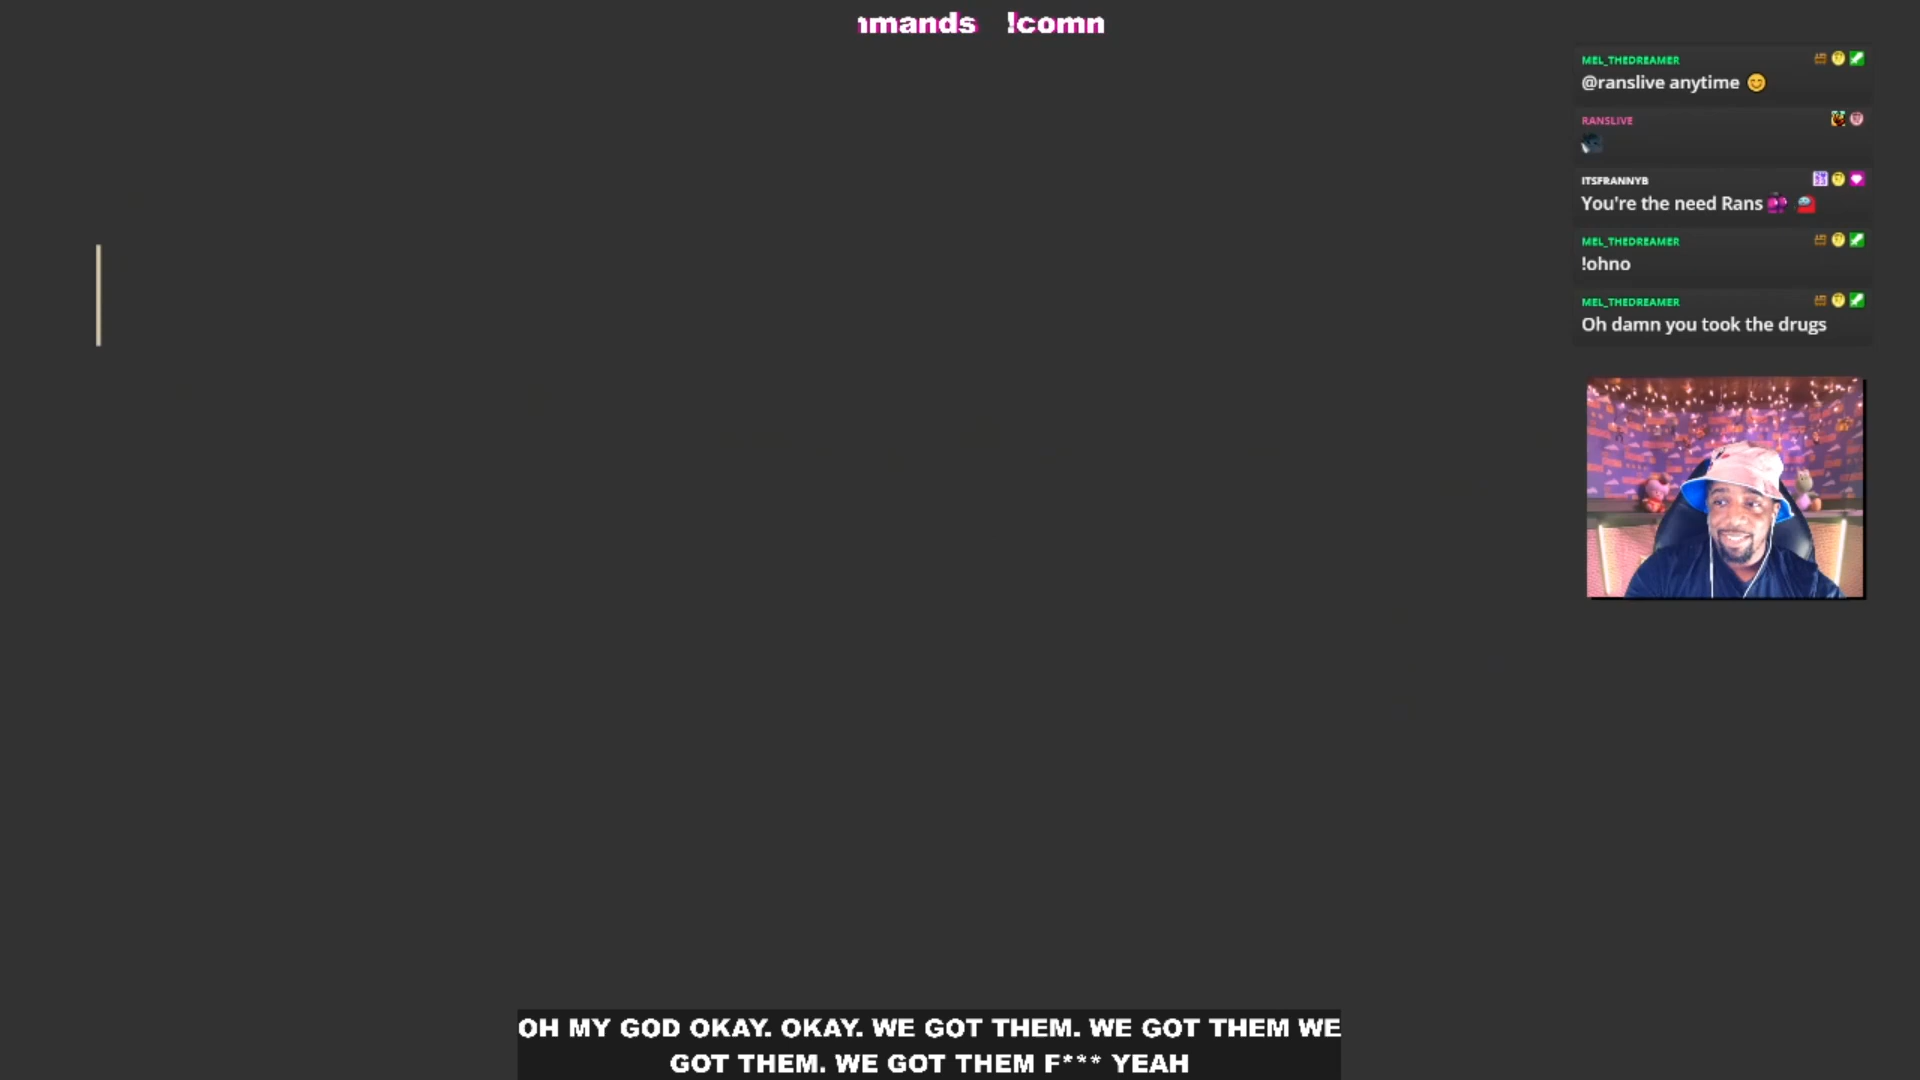 mands !comn
MEL_THEDREAMER
@ranslive anytime
RANSLIVE
ITSFRANNYB
You're the need Rans
MEL_THEDREAMER
!ohno
MEL_THEDREAMER
Oh damn you took the drugs
OH MY GOD OKAY. OKAY. WE GOT THEM. WE GOT THEM WE
GOT THEM. WE GOT THEM F*** YEAH